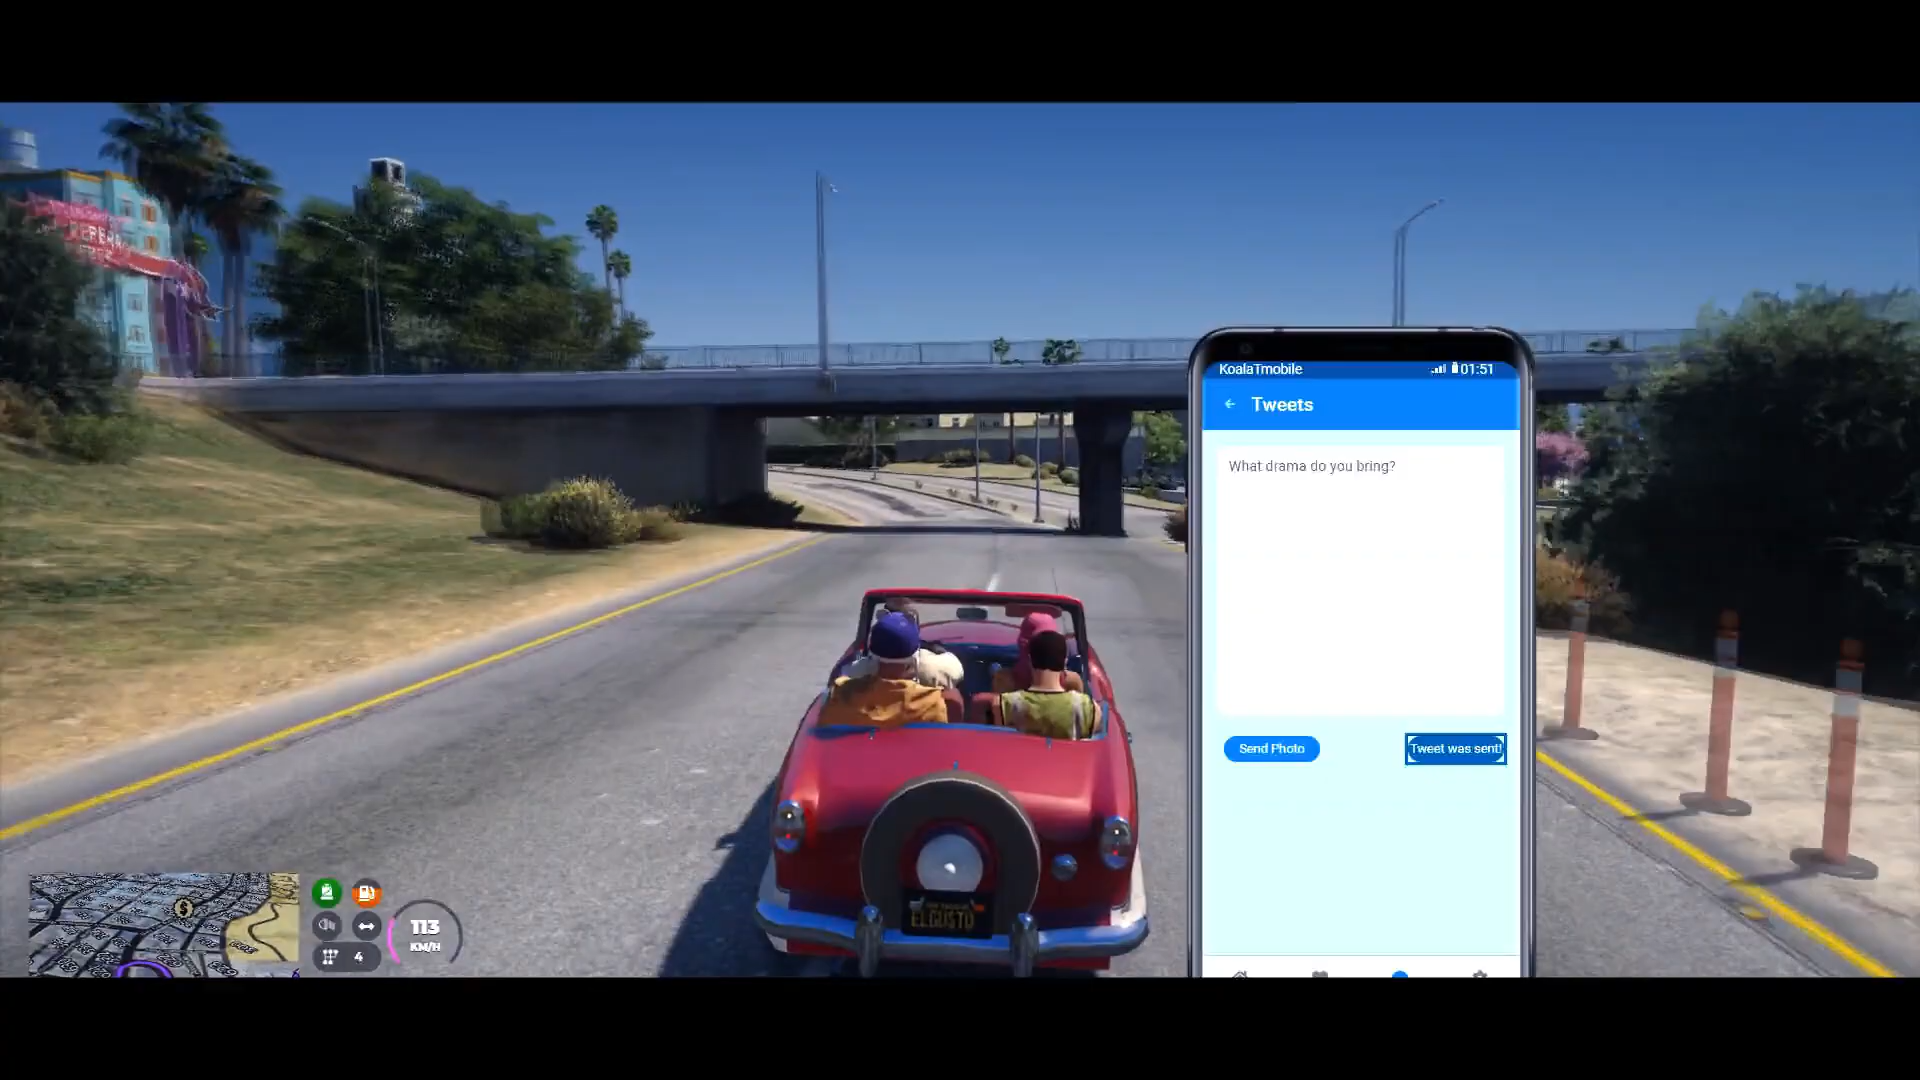 KoalaTmobile
01:51
Tweets
What drama do you bring?
Send Photo
Tweet was sent!
ELGUSTO
113
KM/H
4